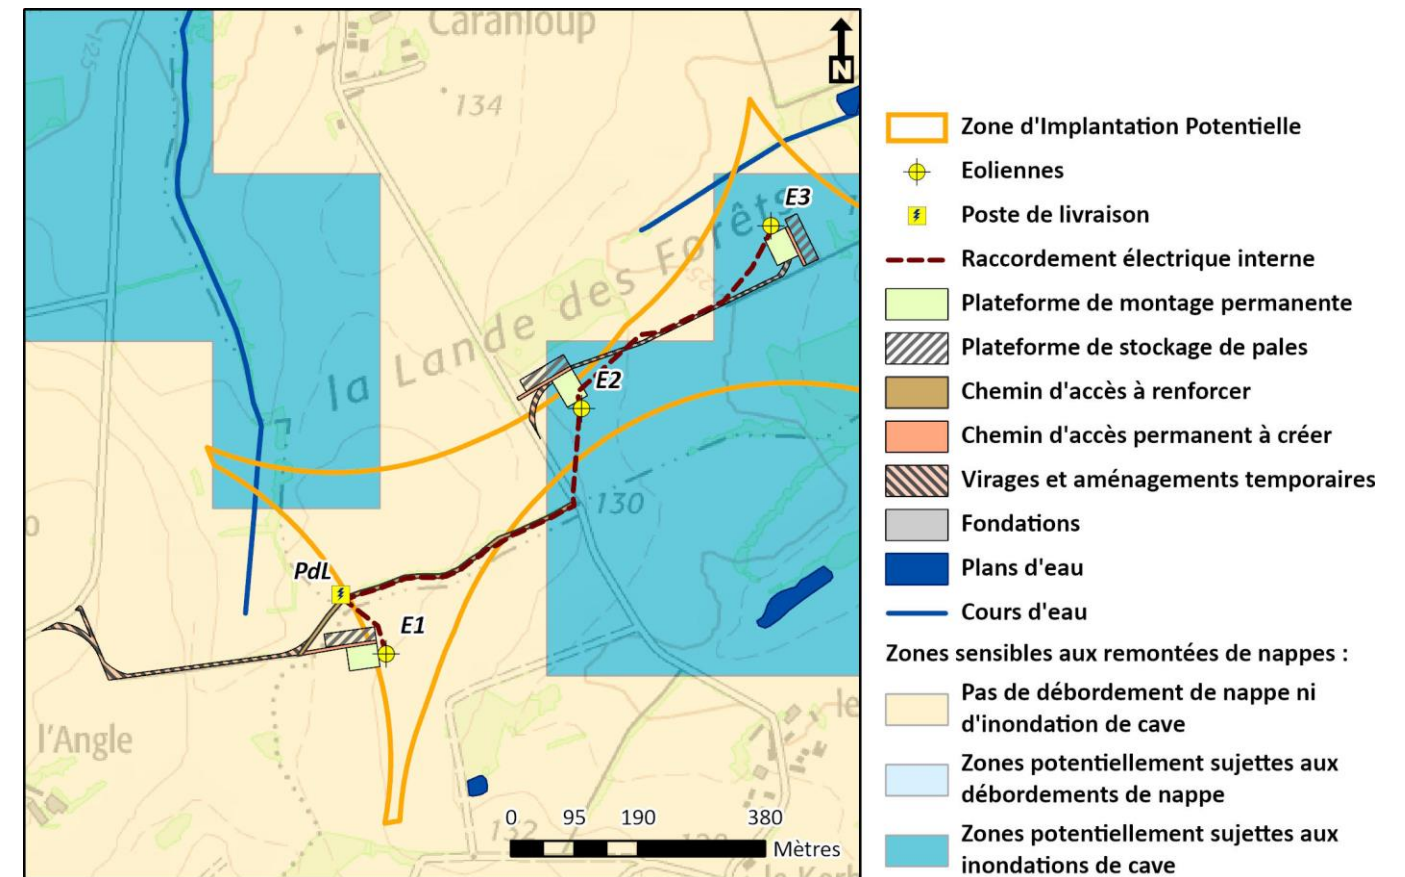 Caranloup
N
125
134
E3
la Lande des Forêts
125
E2
130
PdL
E1
l'Angle
le
0 95 190 380
Mètres
132
Zone d'Implantation Potentielle
Eoliennes
Poste de livraison
Raccordement électrique interne
Plateforme de montage permanente
Plateforme de stockage de pales
Chemin d'accès à renforcer
Chemin d'accès permanent à créer
Virages et aménagements temporaires
Fondations
Plans d'eau
Cours d'eau
Zones sensibles aux remontées de nappes :
Pas de débordement de nappe ni
d'inondation de cave
Zones potentiellement sujettes aux
débordements de nappe
Zones potentiellement sujettes aux
inondations de cave